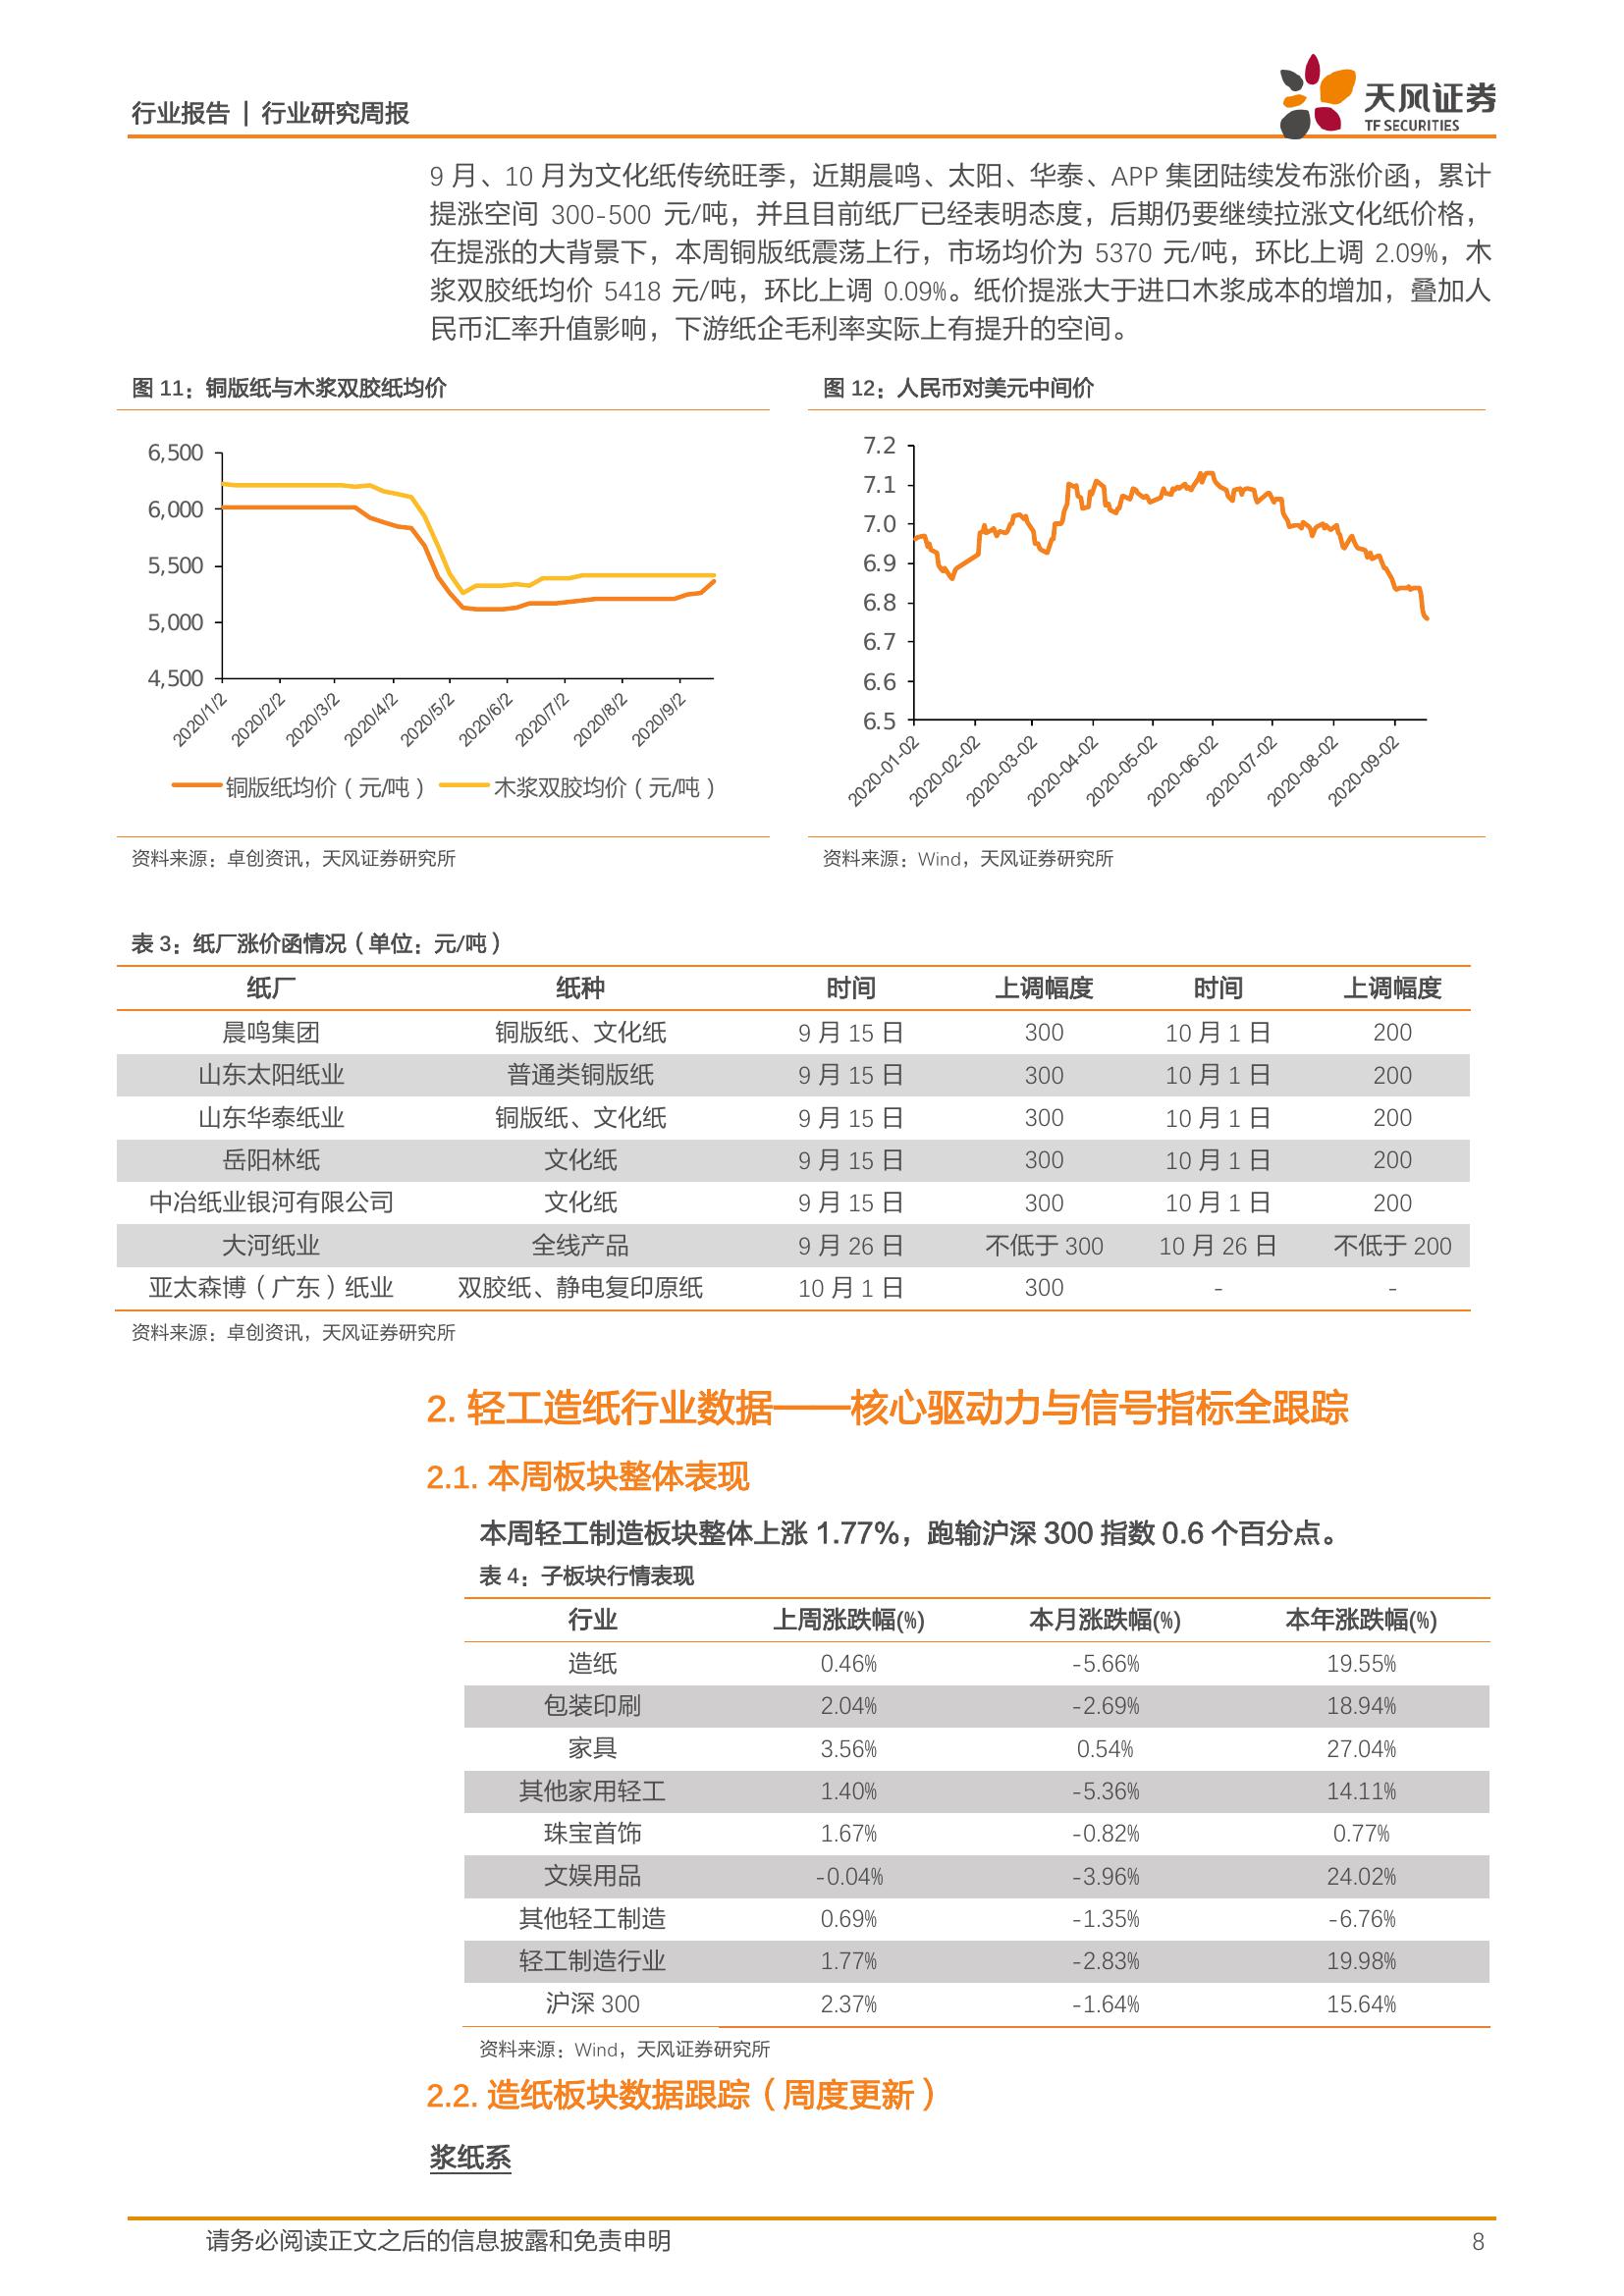 行业报告 | 行业研究周报
天风证券
TF SECURITIES
9 月、10 月为文化纸传统旺季，近期晨鸣、太阳、华泰、APP 集团陆续发布涨价函，累计
提涨空间 300-500 元/吨，并且目前纸厂已经表明态度，后期仍要继续拉涨文化纸价格，
在提涨的大背景下，本周铜版纸震荡上行，市场均价为 5370 元/吨，环比上调 2.09%，木
浆双胶纸均价 5418 元/吨，环比上调 0.09%。纸价提涨大于进口木浆成本的增加，叠加人
民币汇率升值影响，下游纸企毛利率实际上有提升的空间。
图 11：铜版纸与木浆双胶纸均价
6,500
6,000
5,500
5,000
4,500
2020/1/2 2020/2/2 2020/3/2 2020/4/2 2020/5/2 2020/6/2 2020/7/2 2020/8/2 2020/9/2
铜版纸均价（元/吨） 木浆双胶均价（元/吨）
资料来源：卓创资讯，天风证券研究所
图 12：人民币对美元中间价
7.2
7.1
7.0
6.9
6.8
6.7
6.6
6.5
2020-01-02 2020-02-02 2020-03-02 2020-04-02 2020-05-02 2020-06-02 2020-07-02 2020-08-02 2020-09-02
资料来源：Wind，天风证券研究所
表 3：纸厂涨价函情况（单位：元/吨）
纸厂 纸种 时间 上调幅度 时间 上调幅度
晨鸣集团 铜版纸、文化纸 9 月 15 日 300 10 月 1 日 200
山东太阳纸业 普通类铜版纸 9 月 15 日 300 10 月 1 日 200
山东华泰纸业 铜版纸、文化纸 9 月 15 日 300 10 月 1 日 200
岳阳林纸 文化纸 9 月 15 日 300 10 月 1 日 200
中冶纸业银河有限公司 文化纸 9 月 15 日 300 10 月 1 日 200
大河纸业 全线产品 9 月 26 日 不低于 300 10 月 26 日 不低于 200
亚太森博（广东）纸业 双胶纸、静电复印原纸 10 月 1 日 300 - -
资料来源：卓创资讯，天风证券研究所
2. 轻工造纸行业数据——核心驱动力与信号指标全跟踪
2.1. 本周板块整体表现
本周轻工制造板块整体上涨 1.77%，跑输沪深 300 指数 0.6 个百分点。
表 4：子板块行情表现
行业 上周涨跌幅(%) 本月涨跌幅(%) 本年涨跌幅(%)
造纸 0.46% -5.66% 19.55%
包装印刷 2.04% -2.69% 18.94%
家具 3.56% 0.54% 27.04%
其他家用轻工 1.40% -5.36% 14.11%
珠宝首饰 1.67% -0.82% 0.77%
文娱用品 -0.04% -3.96% 24.02%
其他轻工制造 0.69% -1.35% -6.76%
轻工制造行业 1.77% -2.83% 19.98%
沪深 300 2.37% -1.64% 15.64%
资料来源：Wind，天风证券研究所
2.2. 造纸板块数据跟踪（周度更新）
浆纸系
请务必阅读正文之后的信息披露和免责申明 8